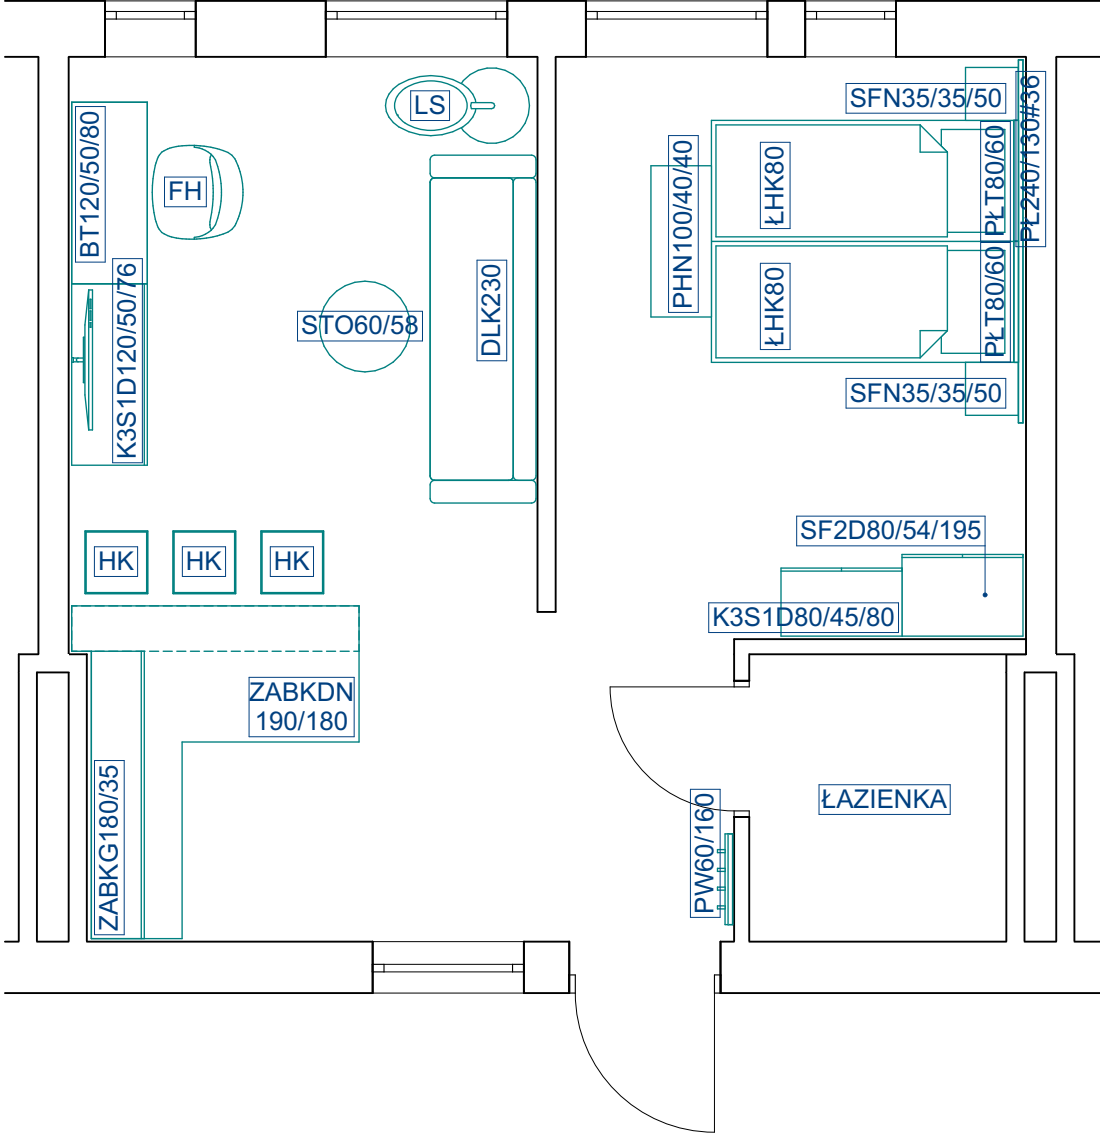 LS
SFN35/35/50
BT120/50/80
FH
PHN100/40/40
ŁHK80
PŁT80/60
PŁ240/130#36
K3S1D120/50/76
STO60/58
DLK230
ŁHK80
PŁT80/60
SFN35/35/50
HK
HK
HK
SF2D80/54/195
K3S1D80/45/80
ZABKDN
190/180
ZABKG180/35
PW60/160
ŁAZIENKA